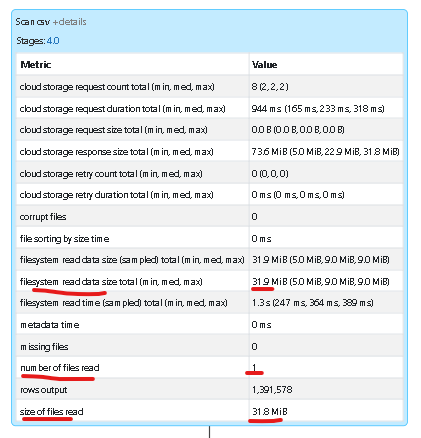 Scan csv +details
Stages: 4.0
Metric Value
cloud storage request count total (min, med, max) 8 (2, 2, 2)
cloud storage request duration total (min, med, max) 944 ms (165 ms, 233 ms, 318 ms)
cloud storage request size total (min, med, max) 0.0 B (0.0 B, 0.0 B, 0.0 B)
cloud storage response size total (min, med, max) 73.6 MiB (5.0 MiB, 22.9 MiB, 31.8 MiB)
cloud storage retry count total (min, med, max) 0 (0, 0, 0)
cloud storage retry duration total (min, med, max) 0 ms (0 ms, 0 ms, 0 ms)
corrupt files 0
file sorting by size time 0 ms
filesystem read data size (sampled) total (min, med, max) 31.9 MiB (5.0 MiB, 9.0 MiB, 9.0 MiB)
filesystem read data size total (min, med, max) 31.9 MiB (5.0 MiB, 9.0 MiB, 9.0 MiB)
filesystem read time (sampled) total (min, med, max) 1.3 s (247 ms, 364 ms, 389 ms)
metadata time 0 ms
missing files 0
number of files read 1
rows output 1,391,578
size of files read 31.8 MiB